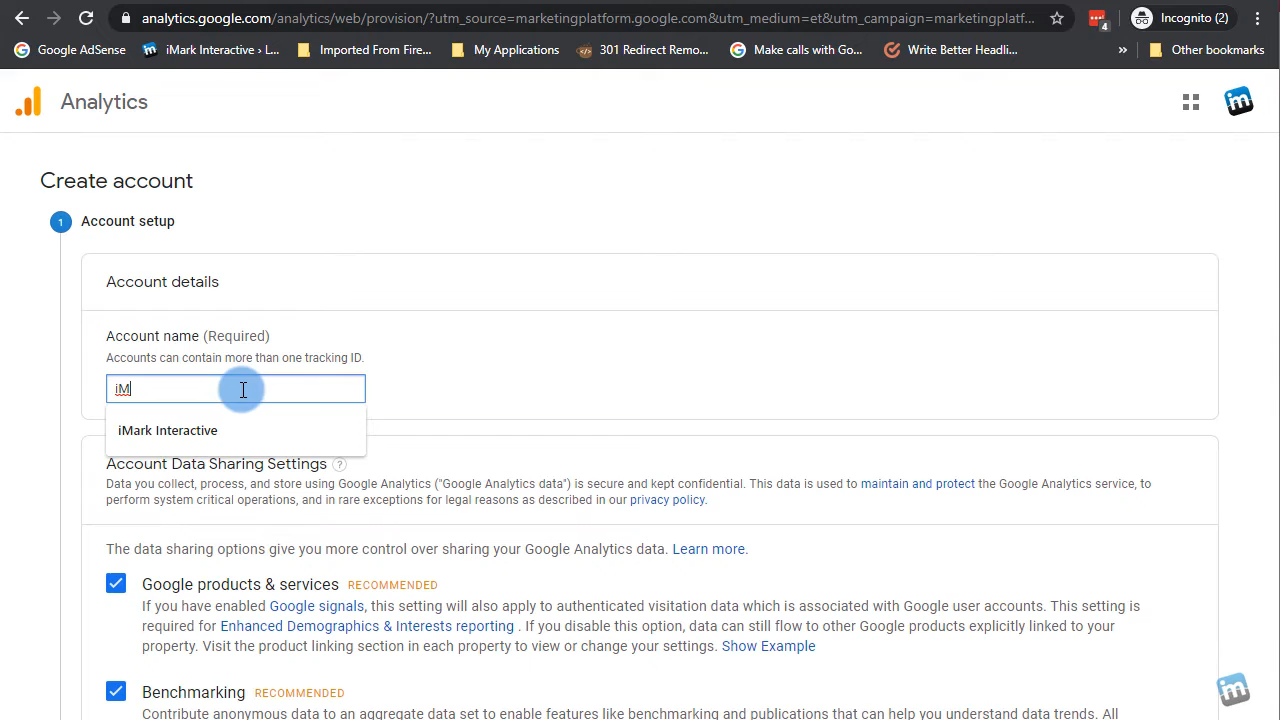 analytics.google.com/analytics/web/provision/?utm_source=marketingplatform.google.com&utm_medium=et&utm_campaign=marketingplatf...
4
Incognito (2)
Google AdSense
iMark Interactive › L...
Imported From Fire...
My Applications
301 Redirect Remo...
Make calls with Go...
Write Better Headli...
»
Other bookmarks
Analytics
im
Create account
1
Account setup
Account details
Account name (Required)
Accounts can contain more than one tracking ID.
iM
iMark Interactive
Account Data Sharing Settings ?
Data you collect, process, and store using Google Analytics ("Google Analytics data") is secure and kept confidential. This data is used to maintain and protect the Google Analytics service, to
perform system critical operations, and in rare exceptions for legal reasons as described in our privacy policy.
The data sharing options give you more control over sharing your Google Analytics data. Learn more.
Google products & services RECOMMENDED
If you have enabled Google signals, this setting will also apply to authenticated visitation data which is associated with Google user accounts. This setting is
required for Enhanced Demographics & Interests reporting . If you disable this option, data can still flow to other Google products explicitly linked to your
property. Visit the product linking section in each property to view or change your settings. Show Example
Benchmarking RECOMMENDED
Contribute anonymous data to an aggregate data set to enable features like benchmarking and publications that can help you understand data trends. All
im